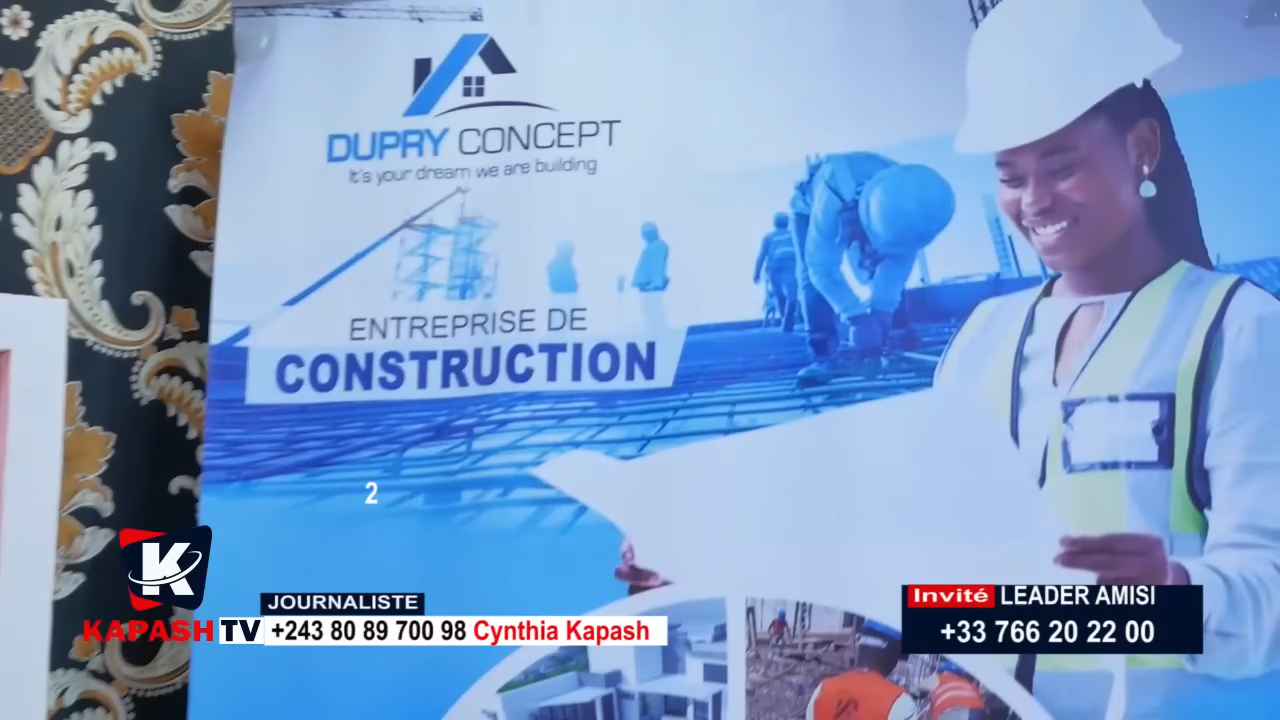 DUPRY CONCEPT
It's your dream we are building
ENTREPRISE DE
CONSTRUCTION
2
K
KAPASH TV
JOURNALISTE
+243 80 89 700 98 Cynthia Kapash
Invité LEADER AMISI
+33 766 20 22 00